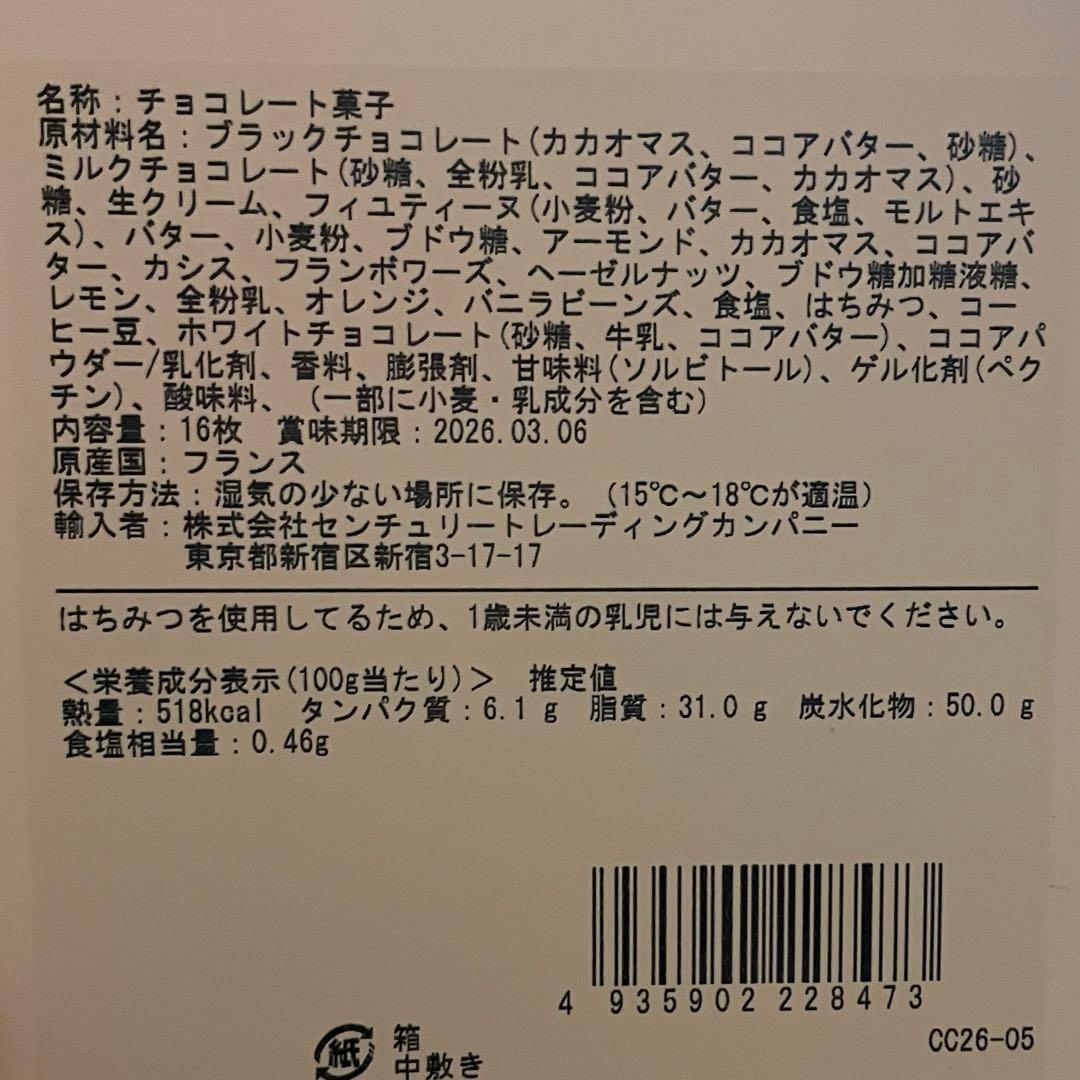 名称：チョコレート菓子
原材料名：ブラックチョコレート(カカオマス、ココアバター、砂糖)、
ミルクチョコレート(砂糖、全粉乳、ココアバター、カカオマス)、砂
糖、生クリーム、フィユティーヌ(小麦粉、バター、食塩、モルトエキ
ス)、バター、小麦粉、ブドウ糖、アーモンド、カカオマス、ココアバ
ター、カシス、フランボワーズ、ヘーゼルナッツ、ブドウ糖加糖液糖、
レモン、全粉乳、オレンジ、バニラビーンズ、食塩、はちみつ、コー
ヒー豆、ホワイトチョコレート(砂糖、牛乳、ココアバター)、ココアパ
ウダー/乳化剤、香料、膨張剤、甘味料(ソルビトール)、ゲル化剤(ペク
チン)、酸味料、（一部に小麦・乳成分を含む）
内容量：16枚　賞味期限：2026.03.06
原産国：フランス
保存方法：湿気の少ない場所に保存。（15℃～18℃が適温）
輸入者：株式会社センチュリートレーディングカンパニー
東京都新宿区新宿3-17-17
はちみつを使用してるため、1歳未満の乳児には与えないでください。
＜栄養成分表示(100g当たり)＞　推定値
熱量：518kcal　タンパク質：6.1 g　脂質：31.0 g　炭水化物：50.0 g
食塩相当量：0.46g
4 935902 228473
CC26-05
紙 箱
中敷き